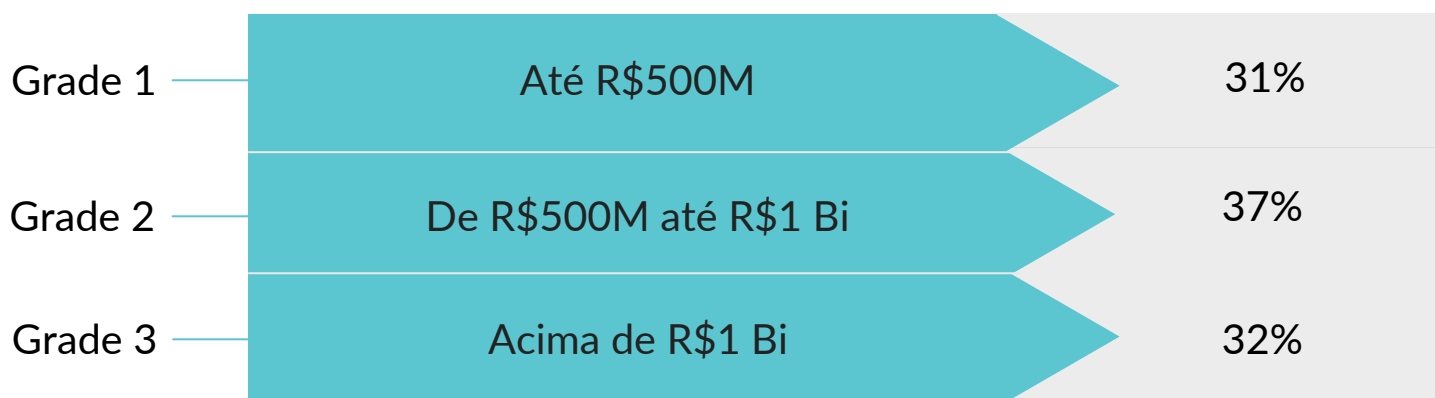 Grade 1 Até R$500M 31%
Grade 2 De R$500M até R$1 Bi 37%
Grade 3 Acima de R$1 Bi 32%